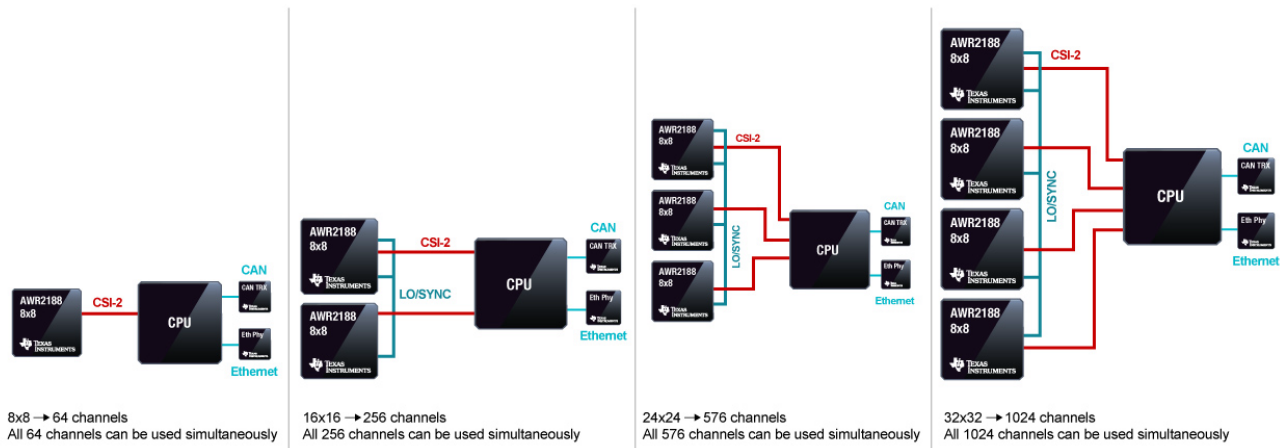 AWR2188
8x8
TEXAS
INSTRUMENTS
CSI-2
CPU
CAN
CAN TRX
Eth Phy
Ethernet
8x8 → 64 channels
All 64 channels can be used simultaneously
AWR2188
8x8
TEXAS
INSTRUMENTS
AWR2188
8x8
TEXAS
INSTRUMENTS
CSI-2
LO/SYNC
CPU
CAN
CAN TRX
Eth Phy
Ethernet
16x16 → 256 channels
All 256 channels can be used simultaneously
AWR2188
8x8
TEXAS
INSTRUMENTS
AWR2188
8x8
TEXAS
INSTRUMENTS
AWR2188
8x8
TEXAS
INSTRUMENTS
CSI-2
LO/SYNC
CPU
CAN
CAN TRX
Eth Phy
Ethernet
24x24 → 576 channels
All 576 channels can be used simultaneously
AWR2188
8x8
TEXAS
INSTRUMENTS
AWR2188
8x8
TEXAS
INSTRUMENTS
AWR2188
8x8
TEXAS
INSTRUMENTS
AWR2188
8x8
TEXAS
INSTRUMENTS
CSI-2
LO/SYNC
CPU
CAN
CAN TRX
Eth Phy
Ethernet
32x32 → 1024 channels
All 1024 channels can be used simultaneously